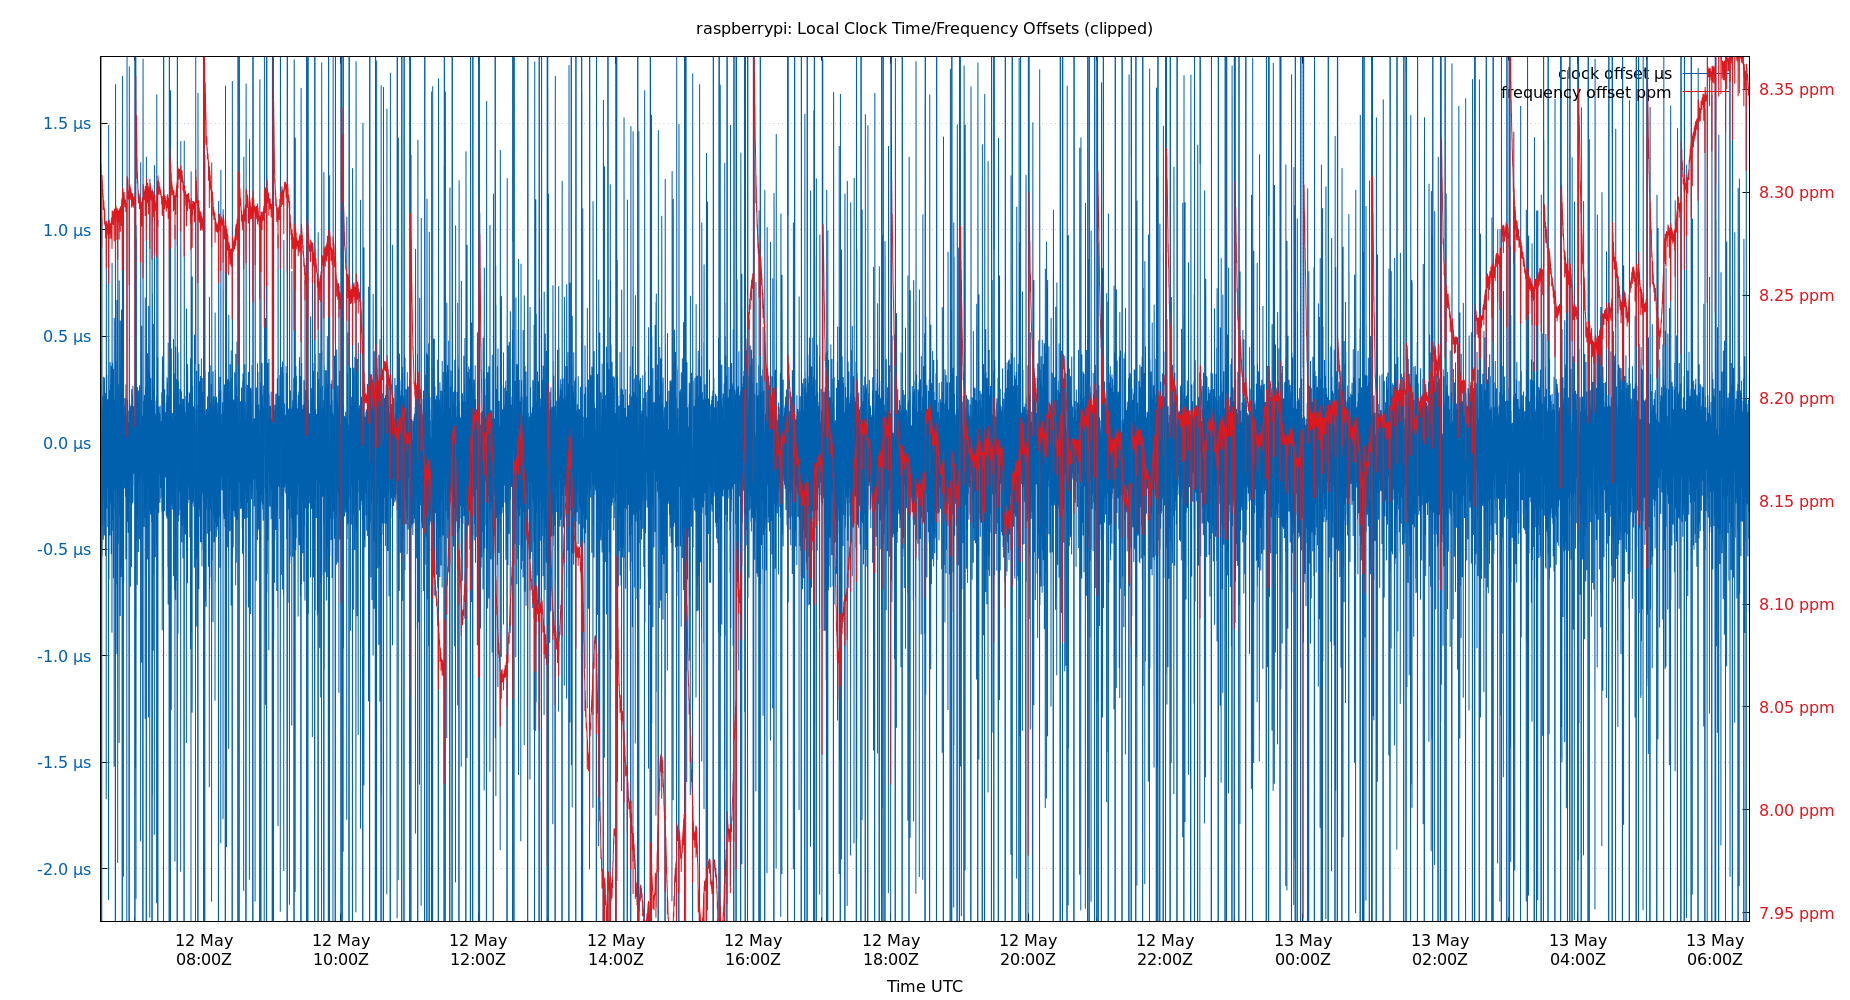 raspberrypi: Local Clock Time/Frequency Offsets (clipped)
clock offset µs
frequency offset ppm
1.5 µs
1.0 µs
0.5 µs
0.0 µs
-0.5 µs
-1.0 µs
-1.5 µs
-2.0 µs
8.35 ppm
8.30 ppm
8.25 ppm
8.20 ppm
8.15 ppm
8.10 ppm
8.05 ppm
8.00 ppm
7.95 ppm
12 May 12 May 12 May 12 May 12 May 12 May 12 May 12 May 13 May 13 May 13 May 13 May
08:00Z 10:00Z 12:00Z 14:00Z 16:00Z 18:00Z 20:00Z 22:00Z 00:00Z 02:00Z 04:00Z 06:00Z
Time UTC